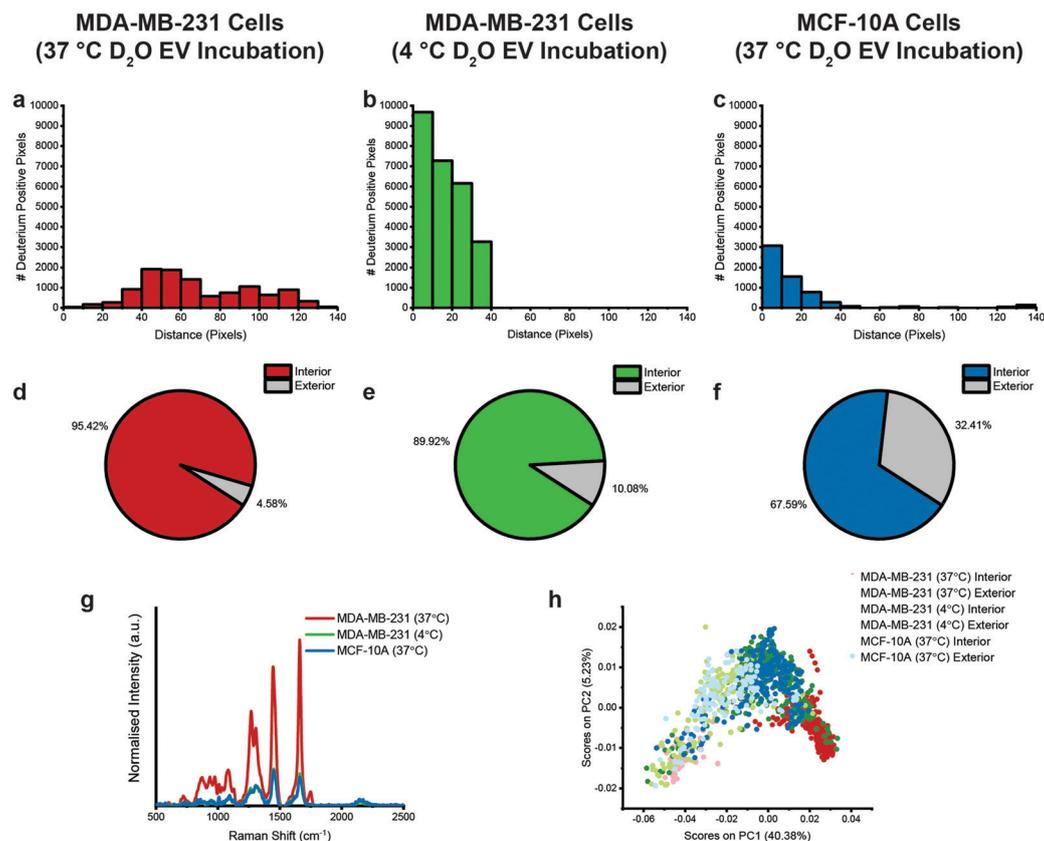 MDA-MB-231 Cells
(37 °C D₂O EV Incubation)
MDA-MB-231 Cells
(4 °C D₂O EV Incubation)
MCF-10A Cells
(37 °C D₂O EV Incubation)
a
# Deuterium Positive Pixels
10000
9000
8000
7000
6000
5000
4000
3000
2000
1000
0
0 20 40 60 80 100 120 140
Distance (Pixels)
b
# Deuterium Positive Pixels
10000
9000
8000
7000
6000
5000
4000
3000
2000
1000
0
0 20 40 60 80 100 120 140
Distance (Pixels)
c
# Deuterium Positive Pixels
10000
9000
8000
7000
6000
5000
4000
3000
2000
1000
0
0 20 40 60 80 100 120 140
Distance (Pixels)
d
Interior
Exterior
95.42%
4.58%
e
Interior
Exterior
89.92%
10.08%
f
Interior
Exterior
32.41%
67.59%
g
Normalised Intensity (a.u.)
MDA-MB-231 (37°C)
MDA-MB-231 (4°C)
MCF-10A (37°C)
500 1000 1500 2000 2500
Raman Shift (cm⁻¹)
h
MDA-MB-231 (37°C) Interior
MDA-MB-231 (37°C) Exterior
MDA-MB-231 (4°C) Interior
MDA-MB-231 (4°C) Exterior
MCF-10A (37°C) Interior
MCF-10A (37°C) Exterior
Scores on PC2 (5.23%)
0.02
0.01
0.00
-0.01
-0.02
-0.06 -0.04 -0.02 0.00 0.02 0.04
Scores on PC1 (40.38%)